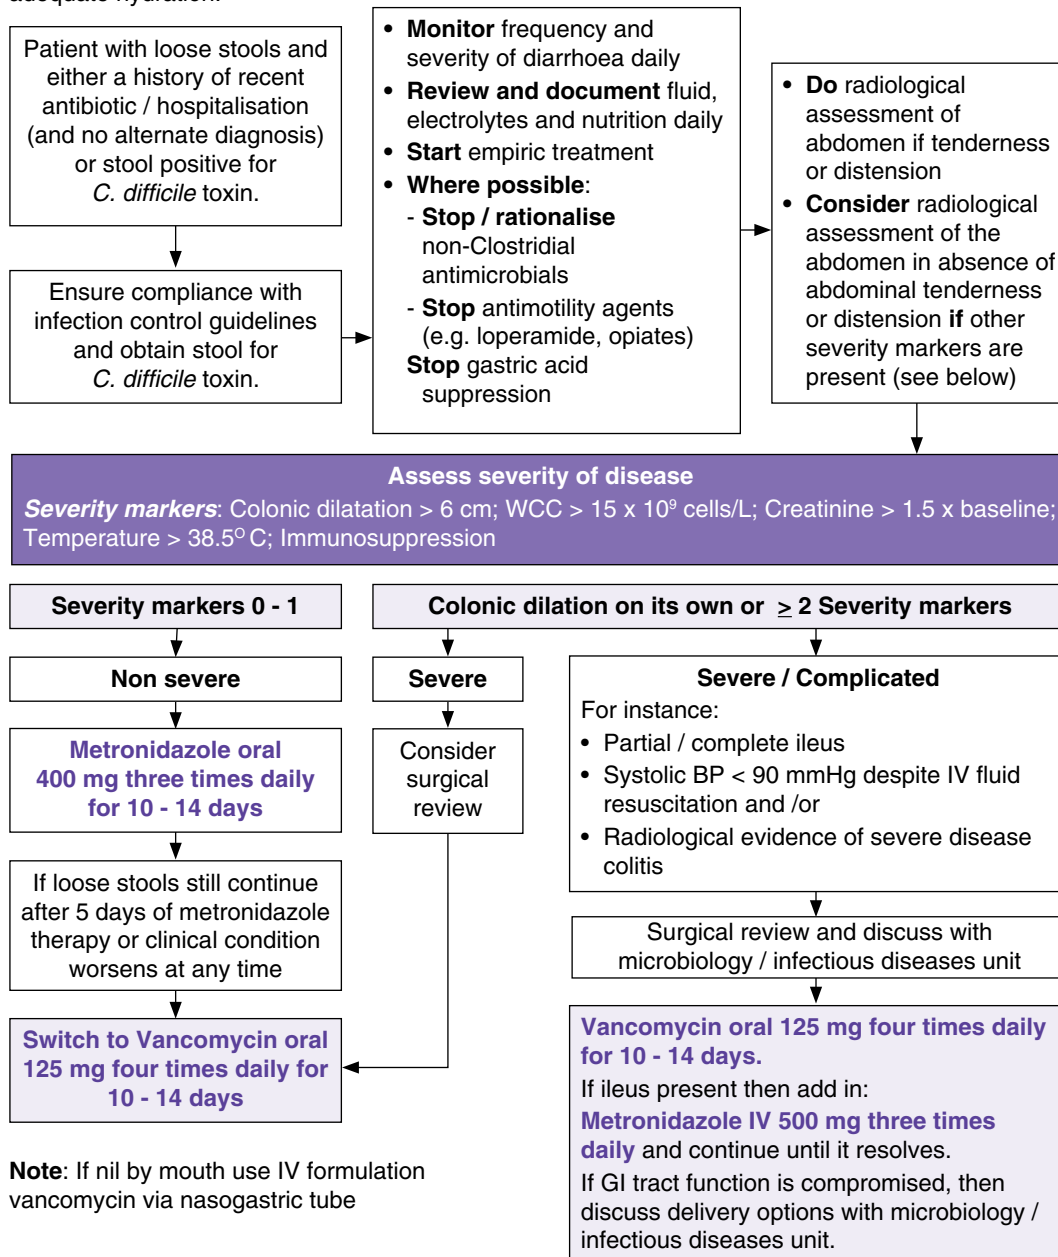 adequate hydration.
Patient with loose stools and
either a history of recent
antibiotic / hospitalisation
(and no alternate diagnosis)
or stool positive for
C. difficile toxin.
Ensure compliance with
infection control guidelines
and obtain stool for
C. difficile toxin.
• Monitor frequency and
severity of diarrhoea daily
• Review and document fluid,
electrolytes and nutrition daily
• Start empiric treatment
• Where possible:
- Stop / rationalise
non-Clostridial
antimicrobials
- Stop antimotility agents
(e.g. loperamide, opiates)
Stop gastric acid
suppression
• Do radiological
assessment of
abdomen if tenderness
or distension
• Consider radiological
assessment of the
abdomen in absence of
abdominal tenderness
or distension if other
severity markers are
present (see below)
Assess severity of disease
Severity markers: Colonic dilatation > 6 cm; WCC > 15 x 10⁹ cells/L; Creatinine > 1.5 x baseline;
Temperature > 38.5º C; Immunosuppression
Severity markers 0 - 1
Non severe
Metronidazole oral
400 mg three times daily
for 10 - 14 days
If loose stools still continue
after 5 days of metronidazole
therapy or clinical condition
worsens at any time
Switch to Vancomycin oral
125 mg four times daily for
10 - 14 days
Colonic dilation on its own or ≥ 2 Severity markers
Severe
Consider
surgical
review
Severe / Complicated
For instance:
• Partial / complete ileus
• Systolic BP < 90 mmHg despite IV fluid
resuscitation and /or
• Radiological evidence of severe disease
colitis
Surgical review and discuss with
microbiology / infectious diseases unit
Vancomycin oral 125 mg four times daily
for 10 - 14 days.
If ileus present then add in:
Metronidazole IV 500 mg three times
daily and continue until it resolves.
If GI tract function is compromised, then
discuss delivery options with microbiology /
infectious diseases unit.
Note: If nil by mouth use IV formulation
vancomycin via nasogastric tube